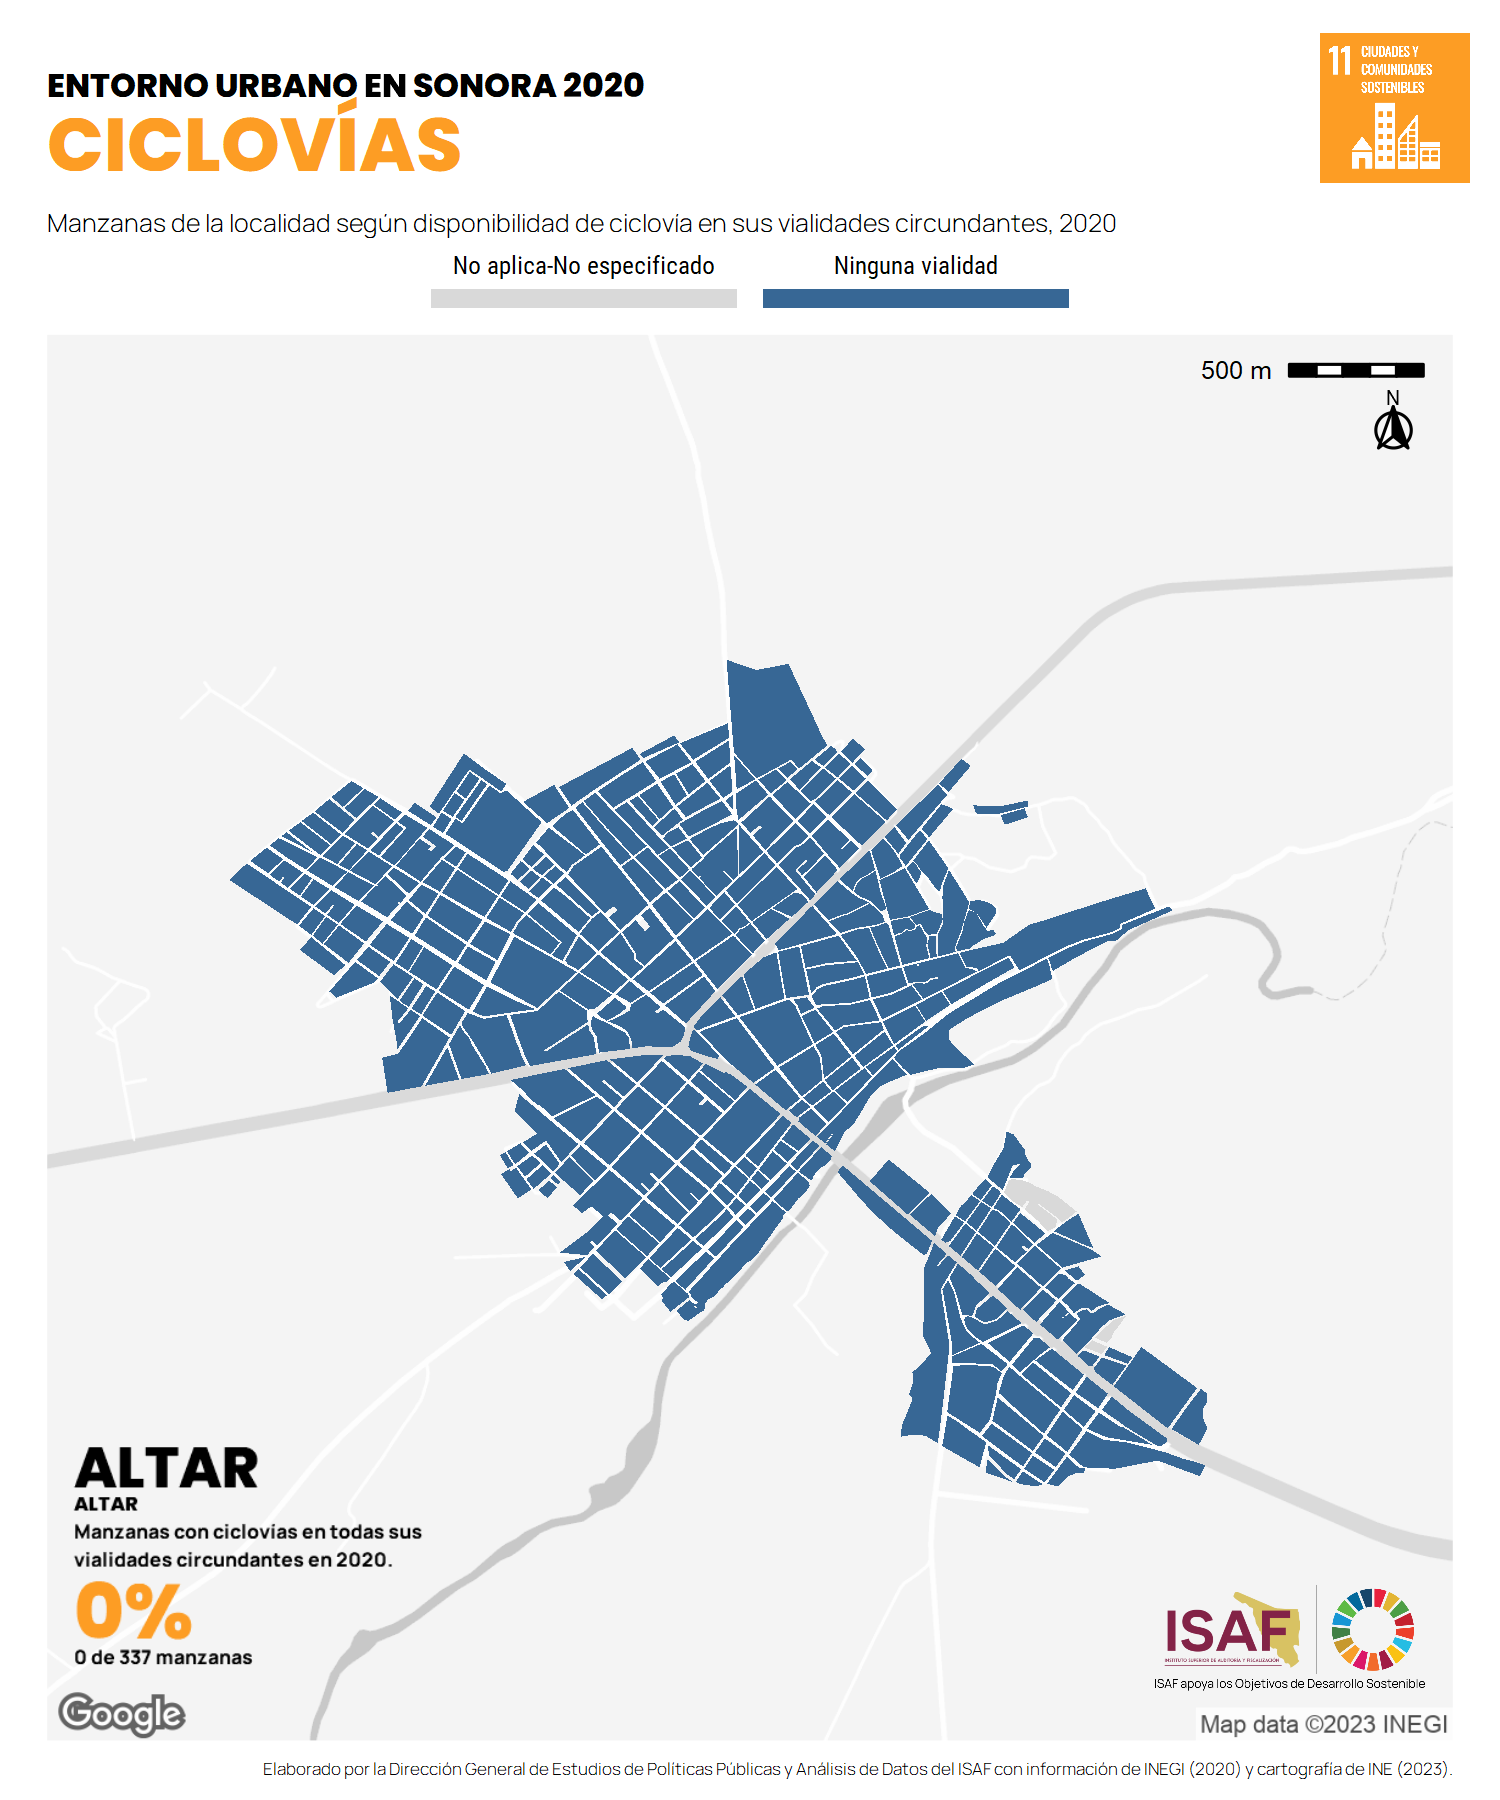 ENTORNO URBANO EN SONORA 2020
CICLOVÍAS
11 CIUDADES Y
COMUNIDADES
SOSTENIBLES
Manzanas de la localidad según disponibilidad de ciclovía en sus vialidades circundantes, 2020
No aplica-No especificado
Ninguna vialidad
500 m
N
ALTAR
ALTAR
Manzanas con ciclovias en todas sus
vialidades circundantes en 2020.
0%
0 de 337 manzanas
Google
ISAF
INSTITUTO SUPERIOR DE AUDITORÍA Y FISCALIZACIÓN
ISAF apoya los Objetivos de Desarrollo Sostenible
Map data ©2023 INEGI
Elaborado por la Dirección General de Estudios de Políticas Públicas y Análisis de Datos del ISAF con información de INEGI (2020) y cartografía de INE (2023).